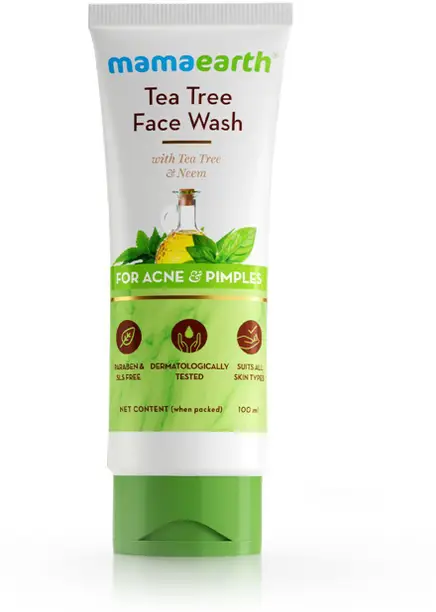 mamaearth®
Tea Tree
Face Wash
with Tea Tree
& Neem
FOR ACNE & PIMPLES
PARABEN &
SLS FREE
DERMATOLOGICALLY
TESTED
SUITS ALL
SKIN TYPES
NET CONTENT (when packed) 100 ml